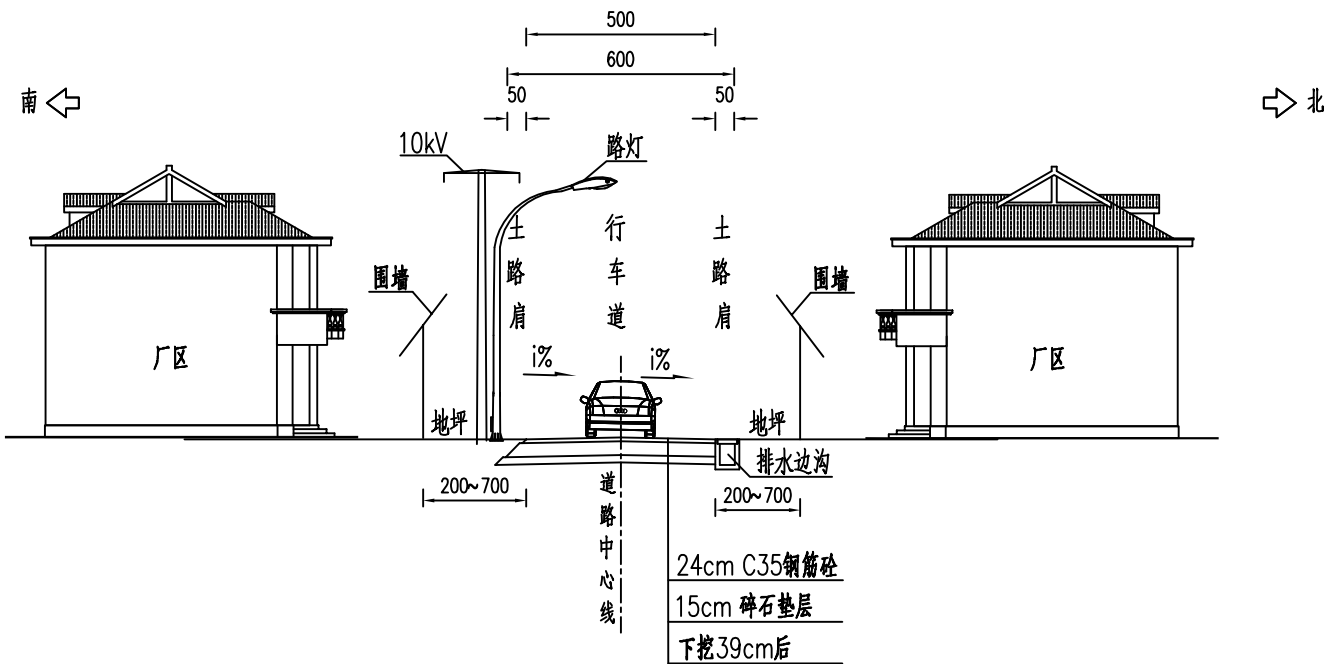 500
600
50
50
南
北
10kV
路灯
土路肩
行车道
土路肩
围墙
围墙
i%
i%
厂区
厂区
地坪
地坪
排水边沟
200~700
200~700
道路中心线
24cm C35钢筋砼
15cm 碎石垫层
下挖39cm后